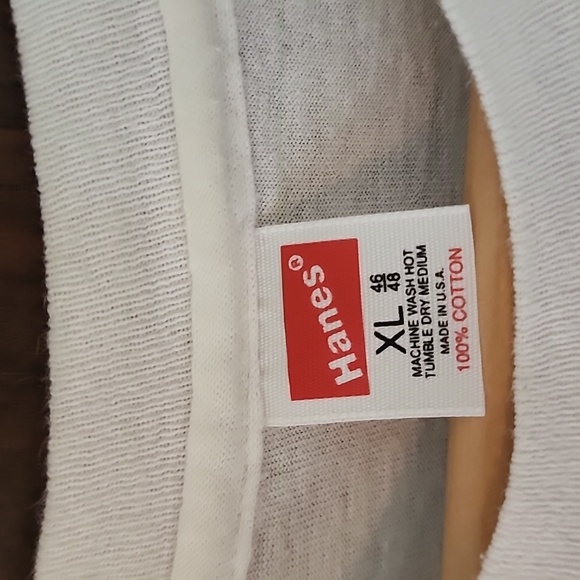 Hanes®
XL 46/48
MACHINE WASH HOT
TUMBLE DRY MEDIUM
MADE IN U.S.A.
100% COTTON